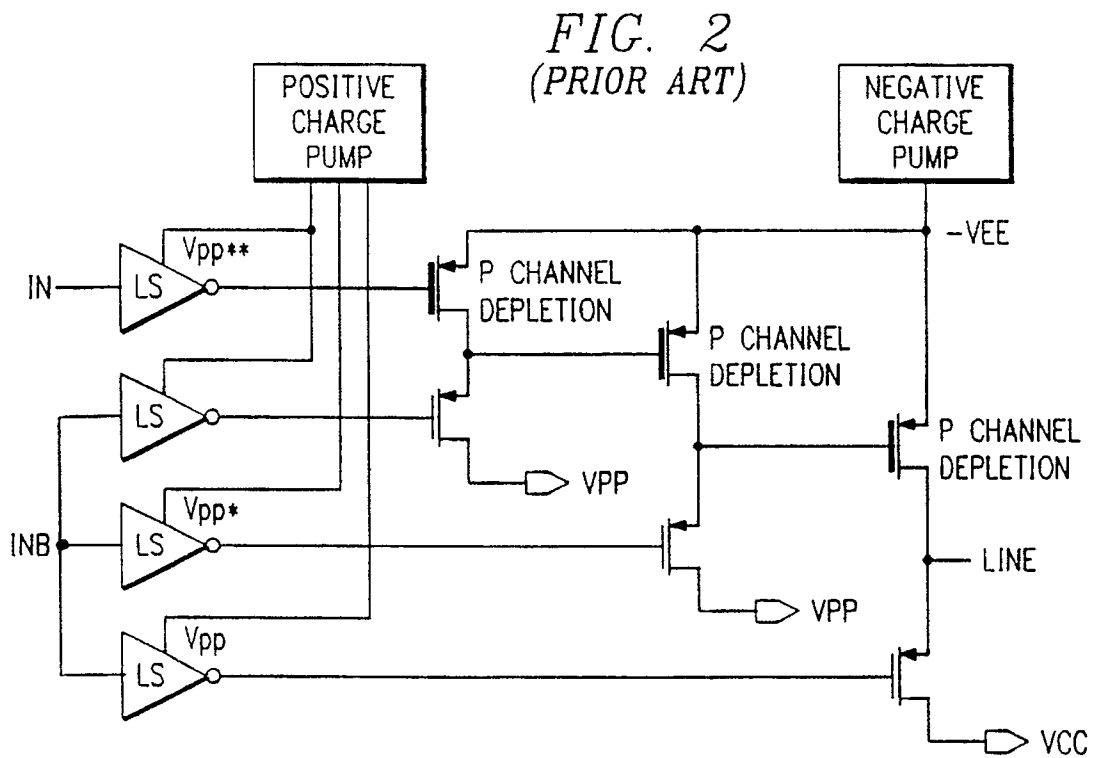 FIG. 2
(PRIOR ART)
POSITIVE
CHARGE
PUMP
NEGATIVE
CHARGE
PUMP
-VEE
Vpp**
IN
LS
P CHANNEL
DEPLETION
P CHANNEL
DEPLETION
LS
P CHANNEL
DEPLETION
VPP
Vpp*
INB
LS
LINE
VPP
Vpp
LS
VCC